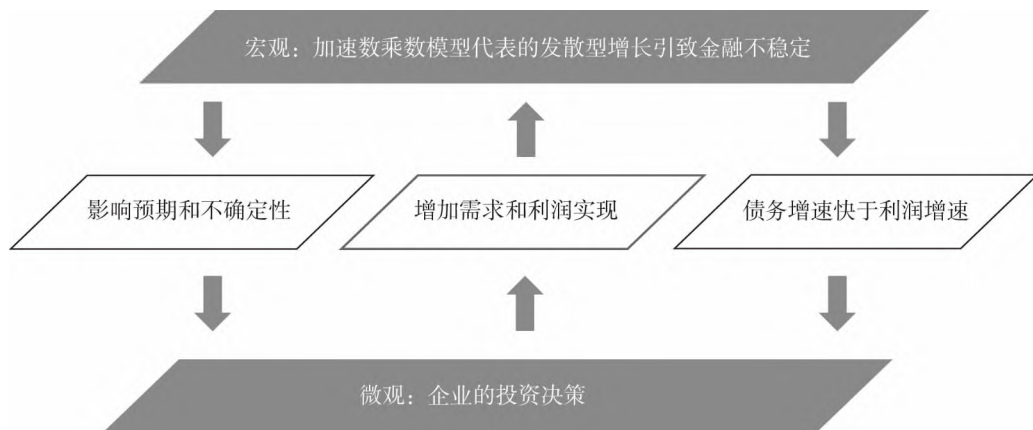 宏观：加速数乘数模型代表的发散型增长引致金融不稳定
影响预期和不确定性
增加需求和利润实现
债务增速快于利润增速
微观：企业的投资决策